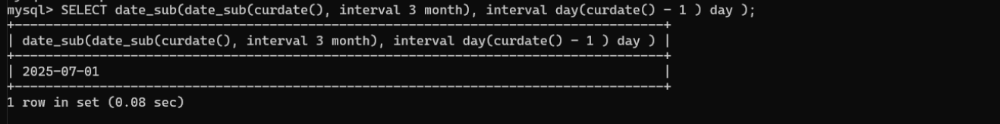 mysql> SELECT date_sub(date_sub(curdate(), interval 3 month), interval day(curdate() - 1 ) day );
+-----------------------------------------------------------------------------------+
| date_sub(date_sub(curdate(), interval 3 month), interval day(curdate() - 1 ) day ) |
+-----------------------------------------------------------------------------------+
| 2025-07-01                                                                         |
+-----------------------------------------------------------------------------------+
1 row in set (0.08 sec)